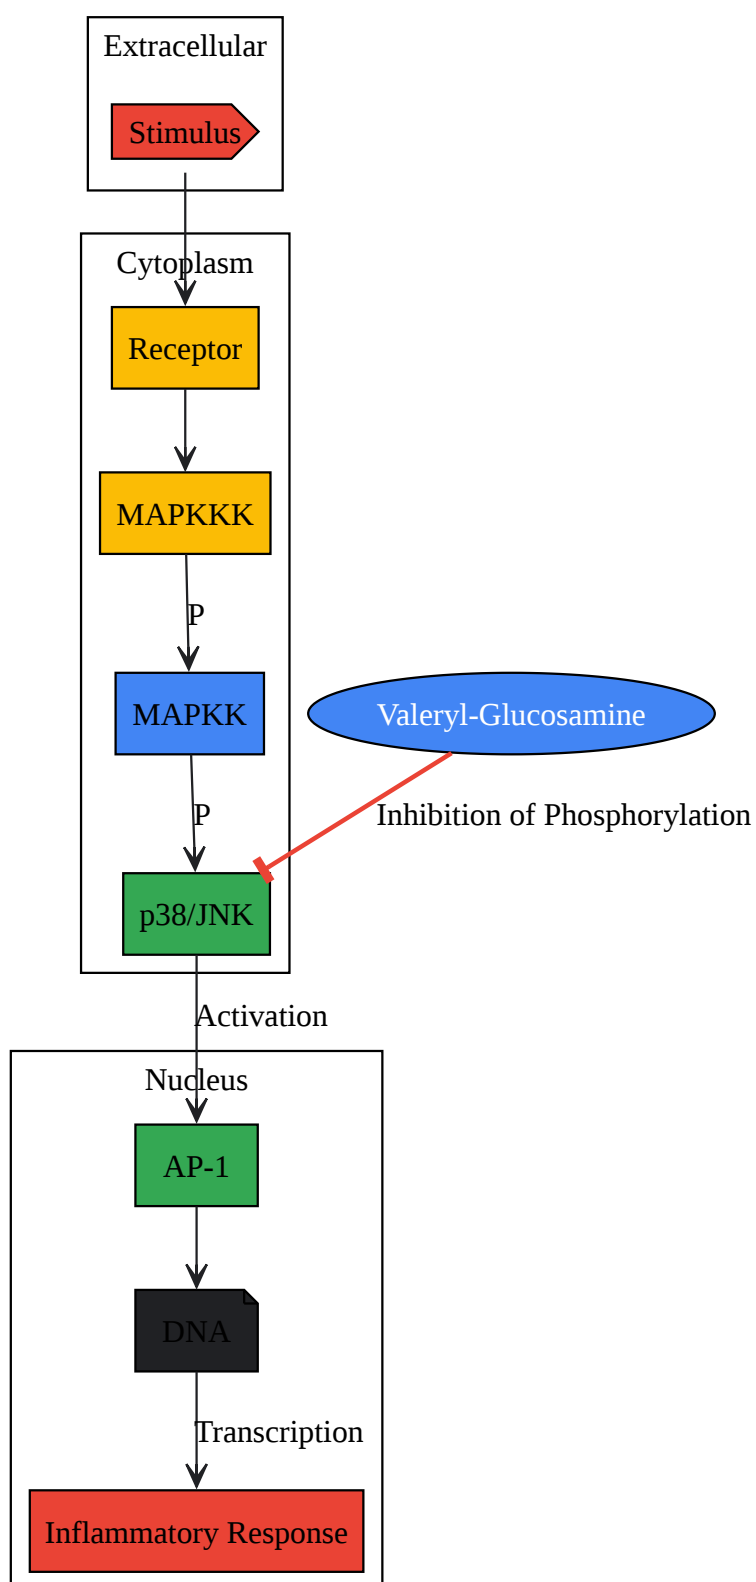 Extracellular
Stimulus
Cytoplasm
Receptor
MAPKKK
P
MAPKK
Valeryl-Glucosamine
P
Inhibition of Phosphorylation
p38/JNK
Activation
Nucleus
AP-1
DNA
Transcription
Inflammatory Response